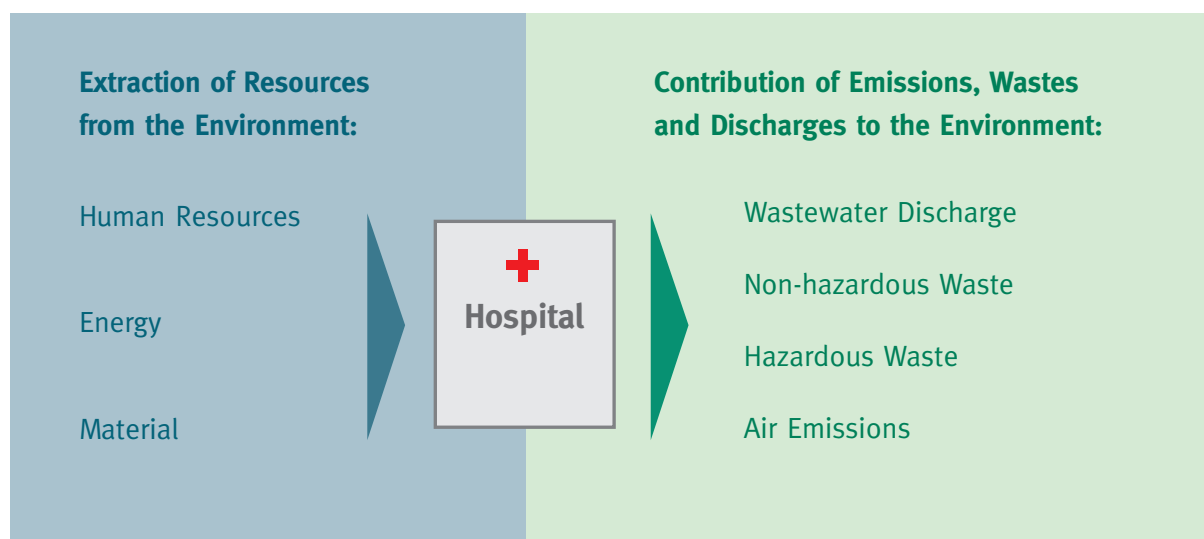 Extraction of Resources
from the Environment:
Human Resources
Energy
Material
Hospital
Contribution of Emissions, Wastes
and Discharges to the Environment:
Wastewater Discharge
Non-hazardous Waste
Hazardous Waste
Air Emissions